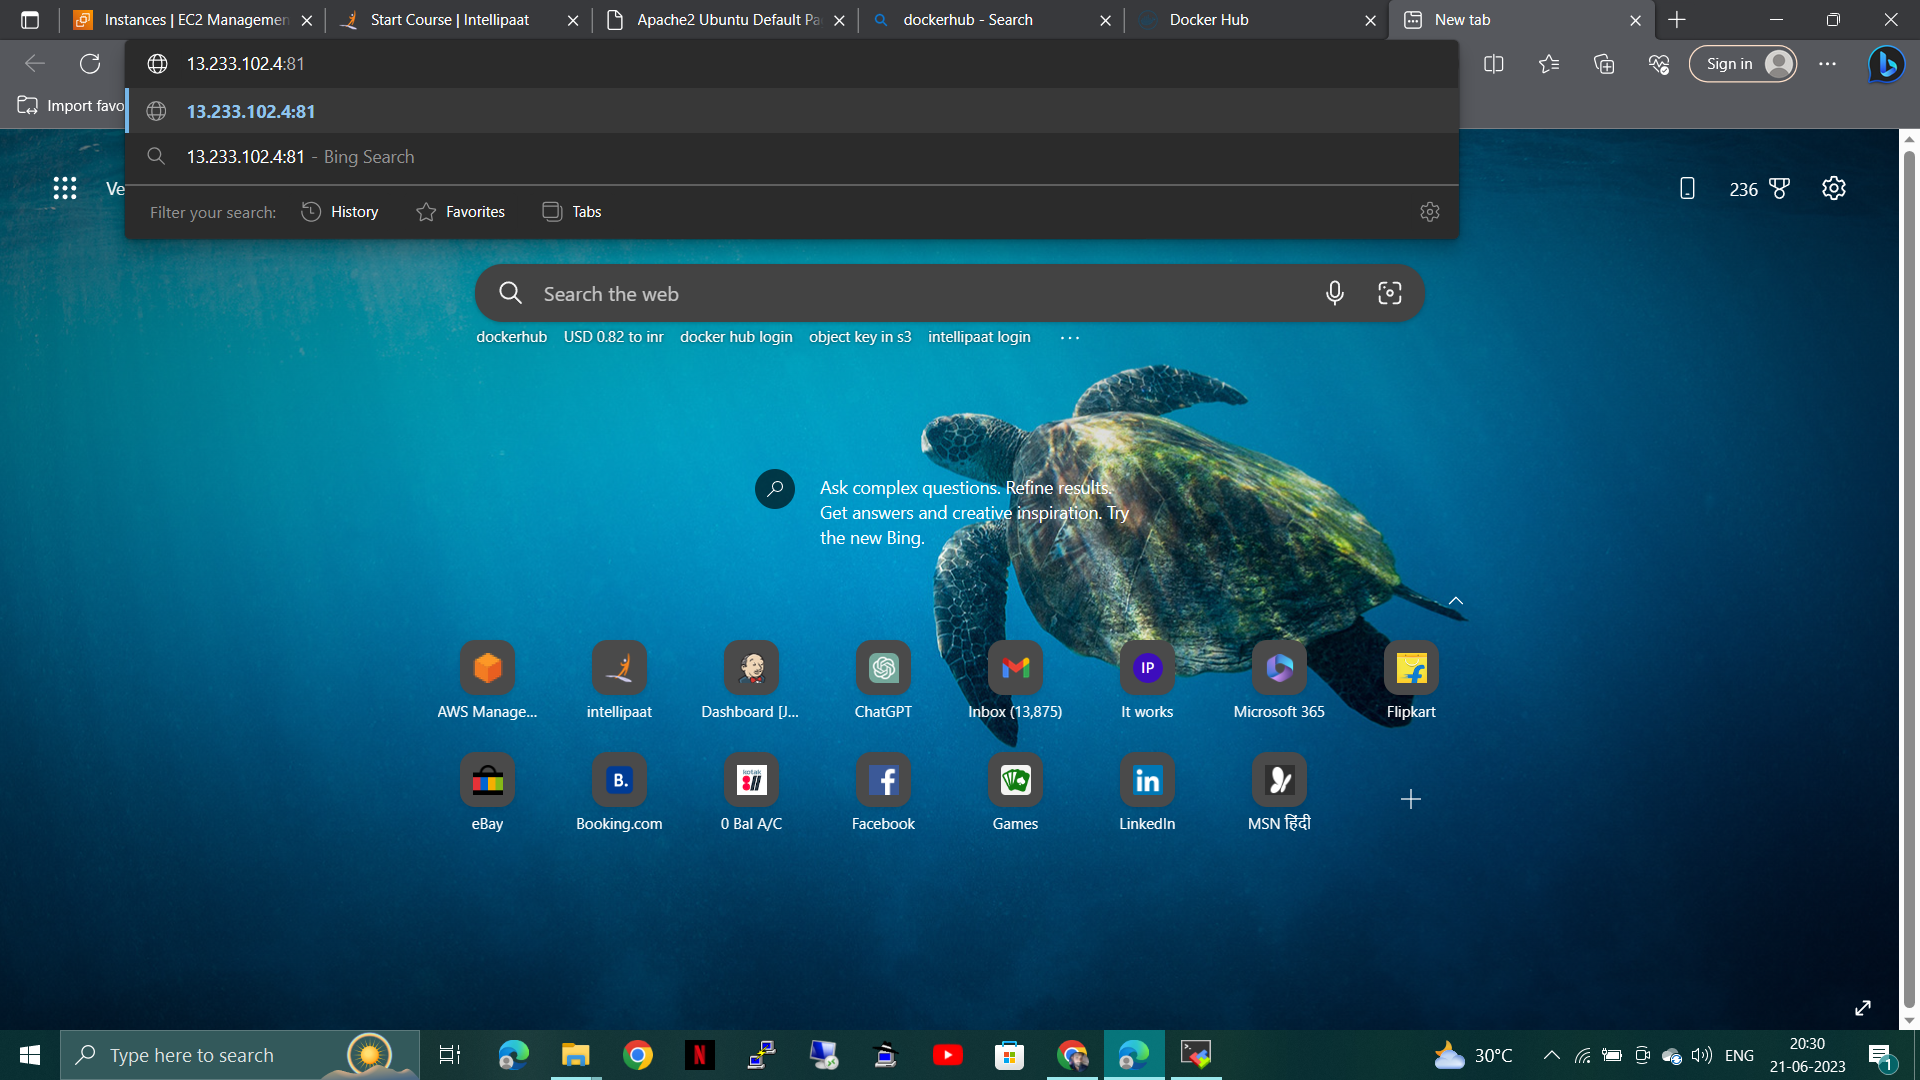 Instances | EC2 Managemen
Start Course | Intellipaat
Apache2 Ubuntu Default Pa
dockerhub - Search
Docker Hub
New tab
13.233.102.4:81
Sign in
Import favo
13.233.102.4:81
13.233.102.4:81 - Bing Search
Ve
236
Filter your search:
History
Favorites
Tabs
Search the web
dockerhub
USD 0.82 to inr
docker hub login
object key in s3
intellipaat login
Ask complex questions. Refine results.
Get answers and creative inspiration. Try
the new Bing.
IP
AWS Manage...
intellipaat
Dashboard [J...
ChatGPT
Inbox (13,875)
It works
Microsoft 365
Flipkart
B.
kotak
811
in
eBay
Booking.com
0 Bal A/C
Facebook
Games
LinkedIn
MSN हिंदी
Type here to search
N
30°C
ENG
20:30
21-06-2023
1